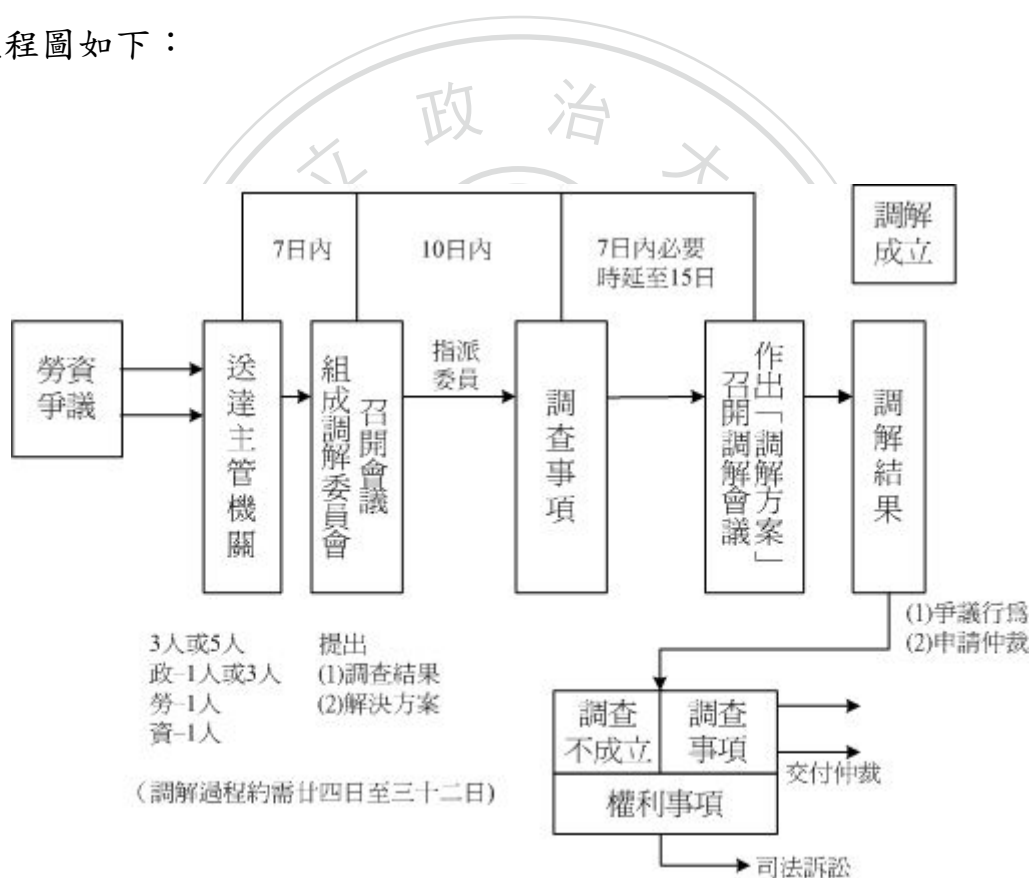 程圖如下：
立 政 治 大
7日內
10日內
7日內必要
時延至15日
調解
成立
勞資
爭議
送達主管機關
組成調解委員會
召開會議
指派
委員
調查事項
作出「調解方案」
召開調解會議
調解結果
(1)爭議行爲
(2)申請仲裁
3人或5人
政–1人或3人
勞–1人
資–1人
提出
(1)調查結果
(2)解決方案
調查
不成立
調查
事項
交付仲裁
權利事項
(調解過程約需廿四日至三十二日)
司法訴訟